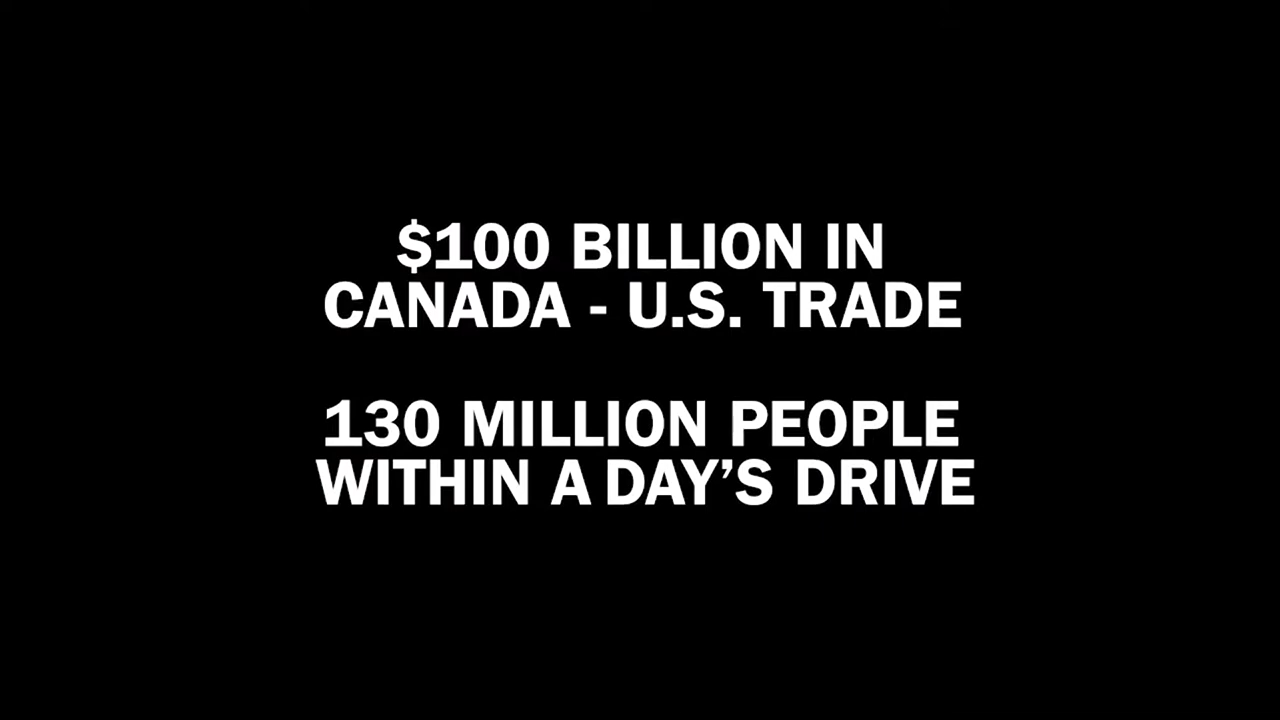 $100 BILLION IN
CANADA - U.S. TRADE
130 MILLION PEOPLE
WITHIN A DAY’S DRIVE